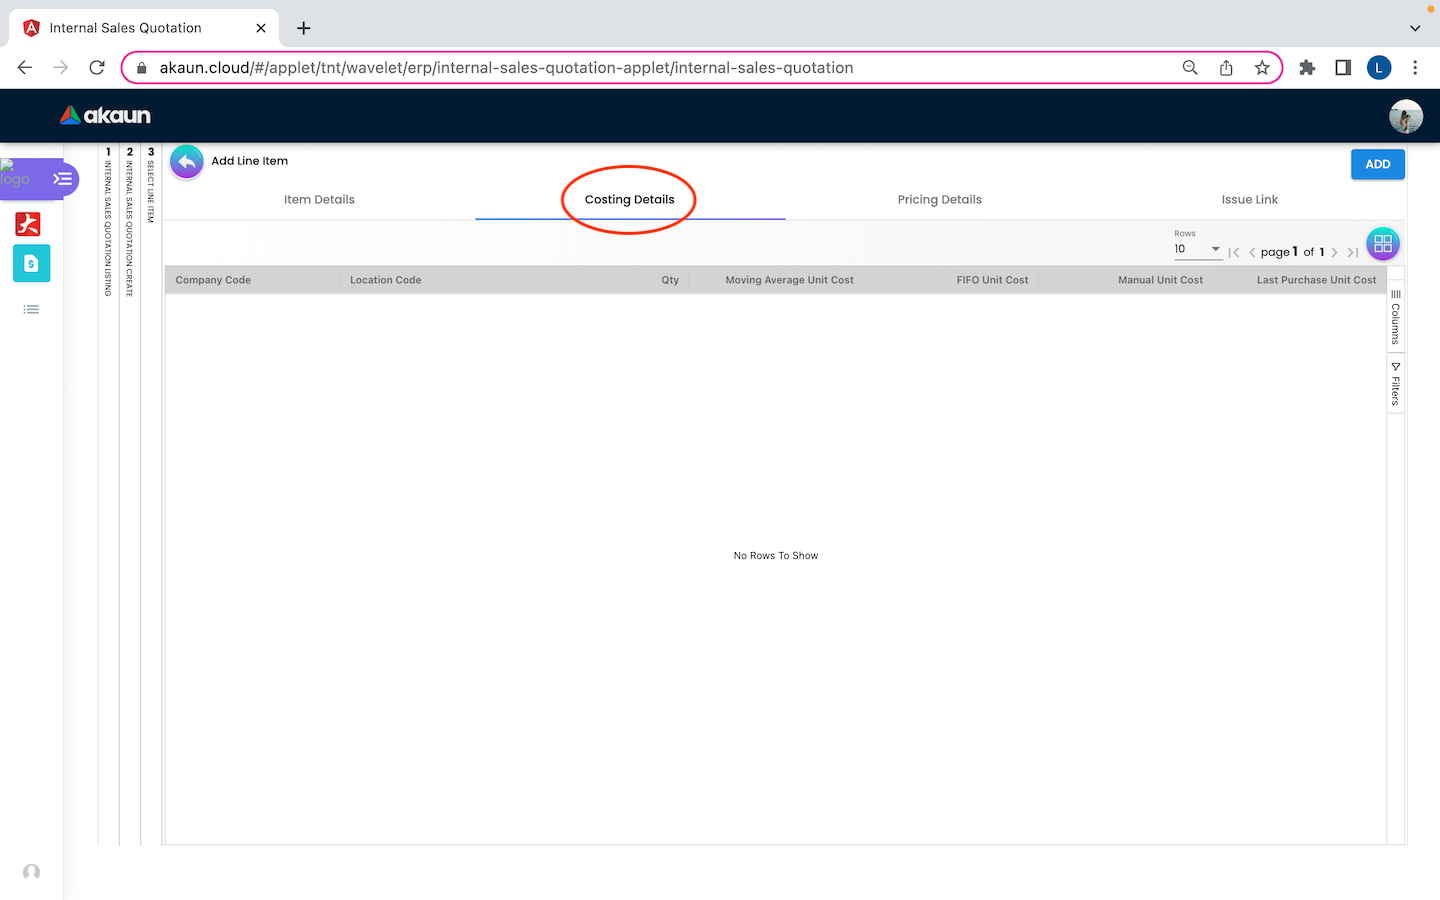 Internal Sales Quotation
akaun.cloud/#/applet/tnt/wavelet/erp/internal-sales-quotation-applet/internal-sales-quotation
L
akaun
logo
1 INTERNAL SALES QUOTATION LISTING
2 INTERNAL SALES QUOTATION CREATE
3 SELECT LINE ITEM
Add Line Item
ADD
Item Details Costing Details Pricing Details Issue Link
Rows
10 page 1 of 1
Company Code Location Code Qty Moving Average Unit Cost FIFO Unit Cost Manual Unit Cost Last Purchase Unit Cost
Columns
Filters
No Rows To Show